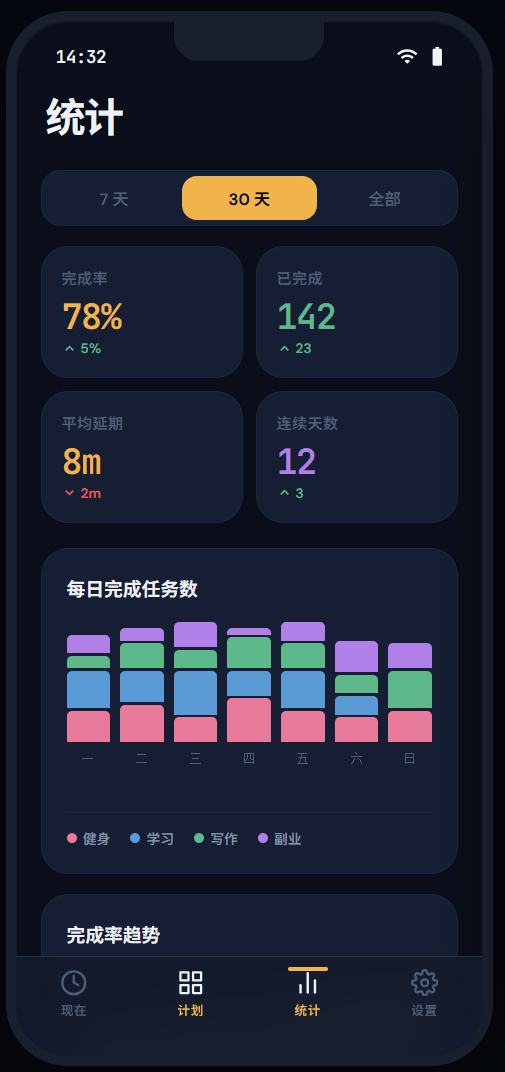 14:32
统计
7 天 30 天 全部
完成率 已完成
78% 142
5% 23
平均延期 连续天数
8m 12
2m 3
每日完成任务数
一 二 三 四 五 六 日
健身 学习 写作 副业
完成率趋势
现在 计划 统计 设置